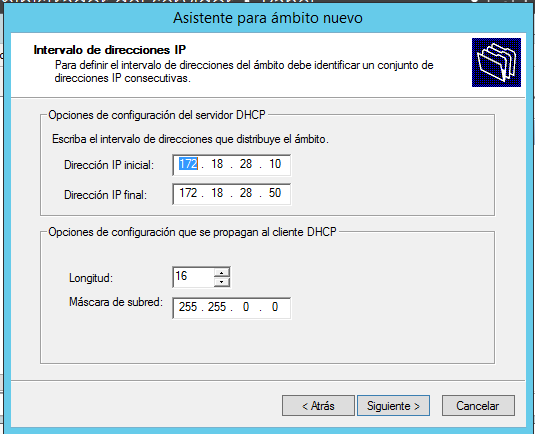 Asistente para ámbito nuevo
Intervalo de direcciones IP
Para definir el intervalo de direcciones del ámbito debe identificar un conjunto de
direcciones IP consecutivas.
Opciones de configuración del servidor DHCP
Escriba el intervalo de direcciones que distribuye el ámbito.
Dirección IP inicial: 172 . 18 . 28 . 10
Dirección IP final: 172 . 18 . 28 . 50
Opciones de configuración que se propagan al cliente DHCP
Longitud: 16
Máscara de subred: 255 . 255 . 0 . 0
< Atrás Siguiente > Cancelar